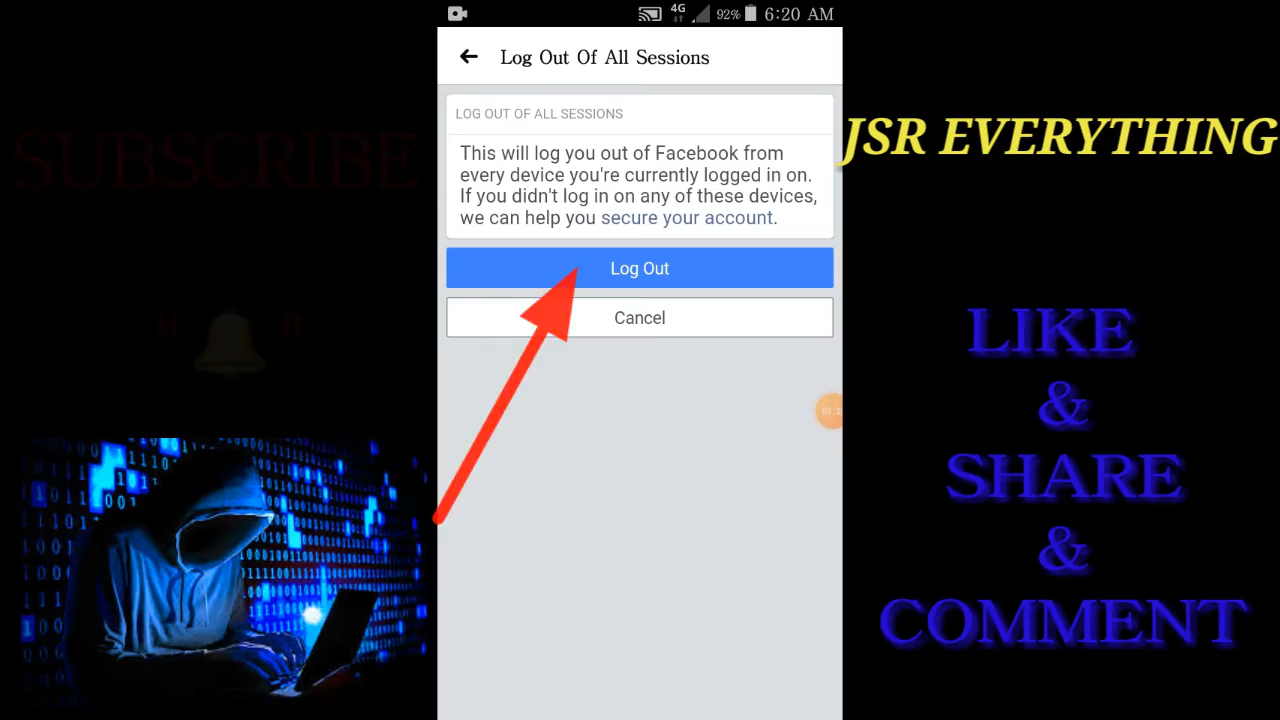 4G
92%
6:20 AM
Log Out Of All Sessions
LOG OUT OF ALL SESSIONS
This will log you out of Facebook from
every device you're currently logged in on.
If you didn't log in on any of these devices,
we can help you secure your account.
Log Out
Cancel
SUBSCRIBE
JSR EVERYTHING
LIKE
&
SHARE
&
COMMENT